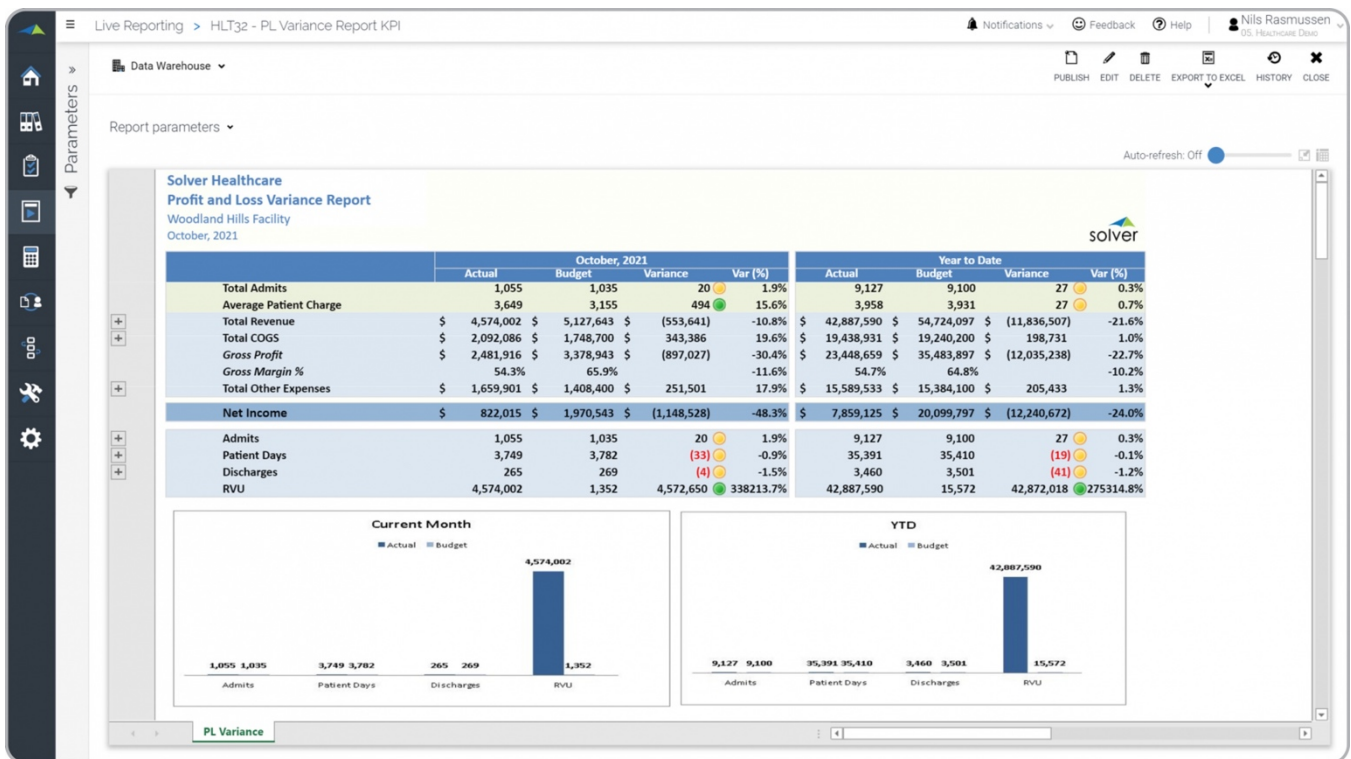 Live Reporting > HLT32 - PL Variance Report KPI
Notifications Feedback Help Nils Rasmussen
05. Healthcare Demo
Data Warehouse
PUBLISH EDIT DELETE EXPORT TO EXCEL HISTORY CLOSE
Parameters
Report parameters
Auto-refresh: Off
Solver Healthcare
Profit and Loss Variance Report
Woodland Hills Facility
October, 2021
solver
October, 2021 Year to Date
Actual Budget Variance Var (%) Actual Budget Variance Var (%)
Total Admits 1,055 1,035 20 1.9% 9,127 9,100 27 0.3%
Average Patient Charge 3,649 3,155 494 15.6% 3,958 3,931 27 0.7%
Total Revenue $ 4,574,002 $ 5,127,643 $ (553,641) -10.8% $ 42,887,590 $ 54,724,097 $ (11,836,507) -21.6%
Total COGS $ 2,092,086 $ 1,748,700 $ 343,386 19.6% $ 19,438,931 $ 19,240,200 $ 198,731 1.0%
Gross Profit $ 2,481,916 $ 3,378,943 $ (897,027) -30.4% $ 23,448,659 $ 35,483,897 $ (12,035,238) -22.7%
Gross Margin % 54.3% 65.9% -11.6% 54.7% 64.8% -10.2%
Total Other Expenses $ 1,659,901 $ 1,408,400 $ 251,501 17.9% $ 15,589,533 $ 15,384,100 $ 205,433 1.3%
Net Income $ 822,015 $ 1,970,543 $ (1,148,528) -48.3% $ 7,859,125 $ 20,099,797 $ (12,240,672) -24.0%
Admits 1,055 1,035 20 1.9% 9,127 9,100 27 0.3%
Patient Days 3,749 3,782 (33) -0.9% 35,391 35,410 (19) -0.1%
Discharges 265 269 (4) -1.5% 3,460 3,501 (41) -1.2%
RVU 4,574,002 1,352 4,572,650 338213.7% 42,887,590 15,572 42,872,018 275314.8%
Current Month
Actual Budget
4,574,002
1,055 1,035 3,749 3,782 265 269 1,352
Admits Patient Days Discharges RVU
YTD
Actual Budget
42,887,590
9,127 9,100 35,391 35,410 3,460 3,501 15,572
Admits Patient Days Discharges RVU
PL Variance